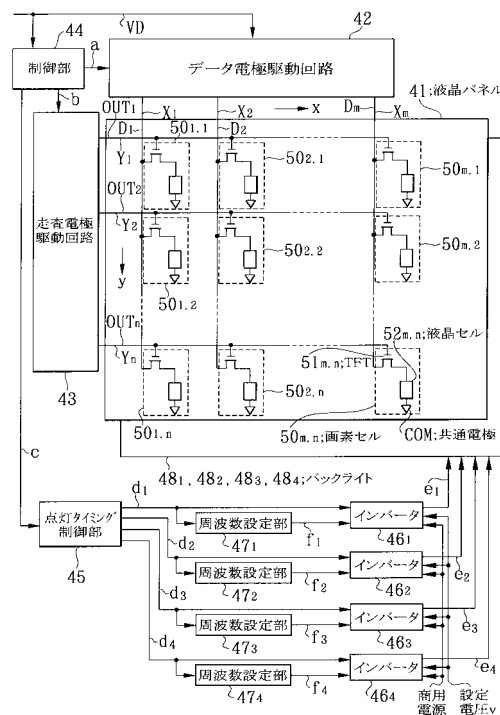 VD
42
44
制御部
a
データ電極駆動回路
b
41;液晶パネル
OUT1
X1
X2
x
Dm
Xm
D1
501,1
D2
Y1
502,1
50m,1
OUT2
走査電極
駆動回路
Y2
502,2
50m,2
y
501,2
OUTn
52m,n;液晶セル
51m,n;TFT
Yn
43
502,n
501,n
50m,n;画素セル
COM;共通電極
c
481, 482, 483, 484;バックライト
e1
点灯タイミング
制御部
45
d1
周波数設定部
471
f1
インバータ
461
e2
d2
周波数設定部
472
f2
インバータ
462
e3
d3
周波数設定部
473
f3
インバータ
463
e4
d4
周波数設定部
474
f4
インバータ
464
商用
電源
設定
電圧v